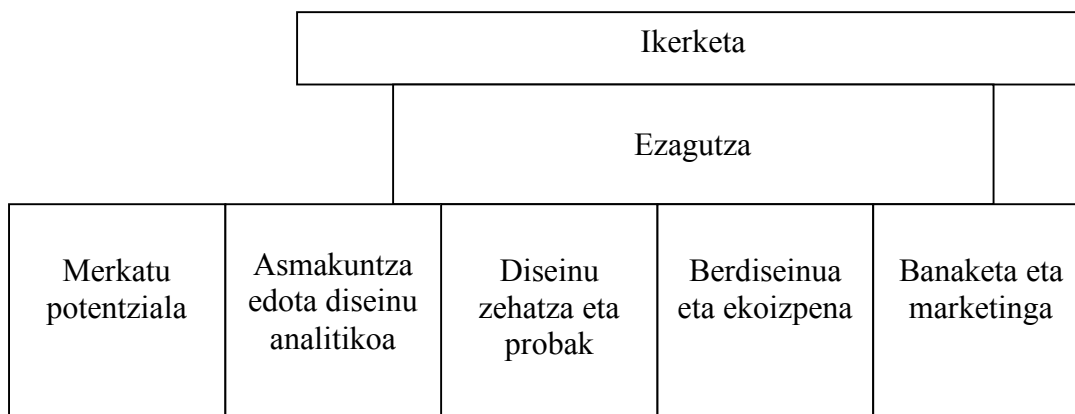 Ikerketa
Ezagutza
Merkatu
potentziala
Asmakuntza
edota diseinu
analitikoa
Diseinu
zehatza eta
probak
Berdiseinua
eta ekoizpena
Banaketa eta
marketinga